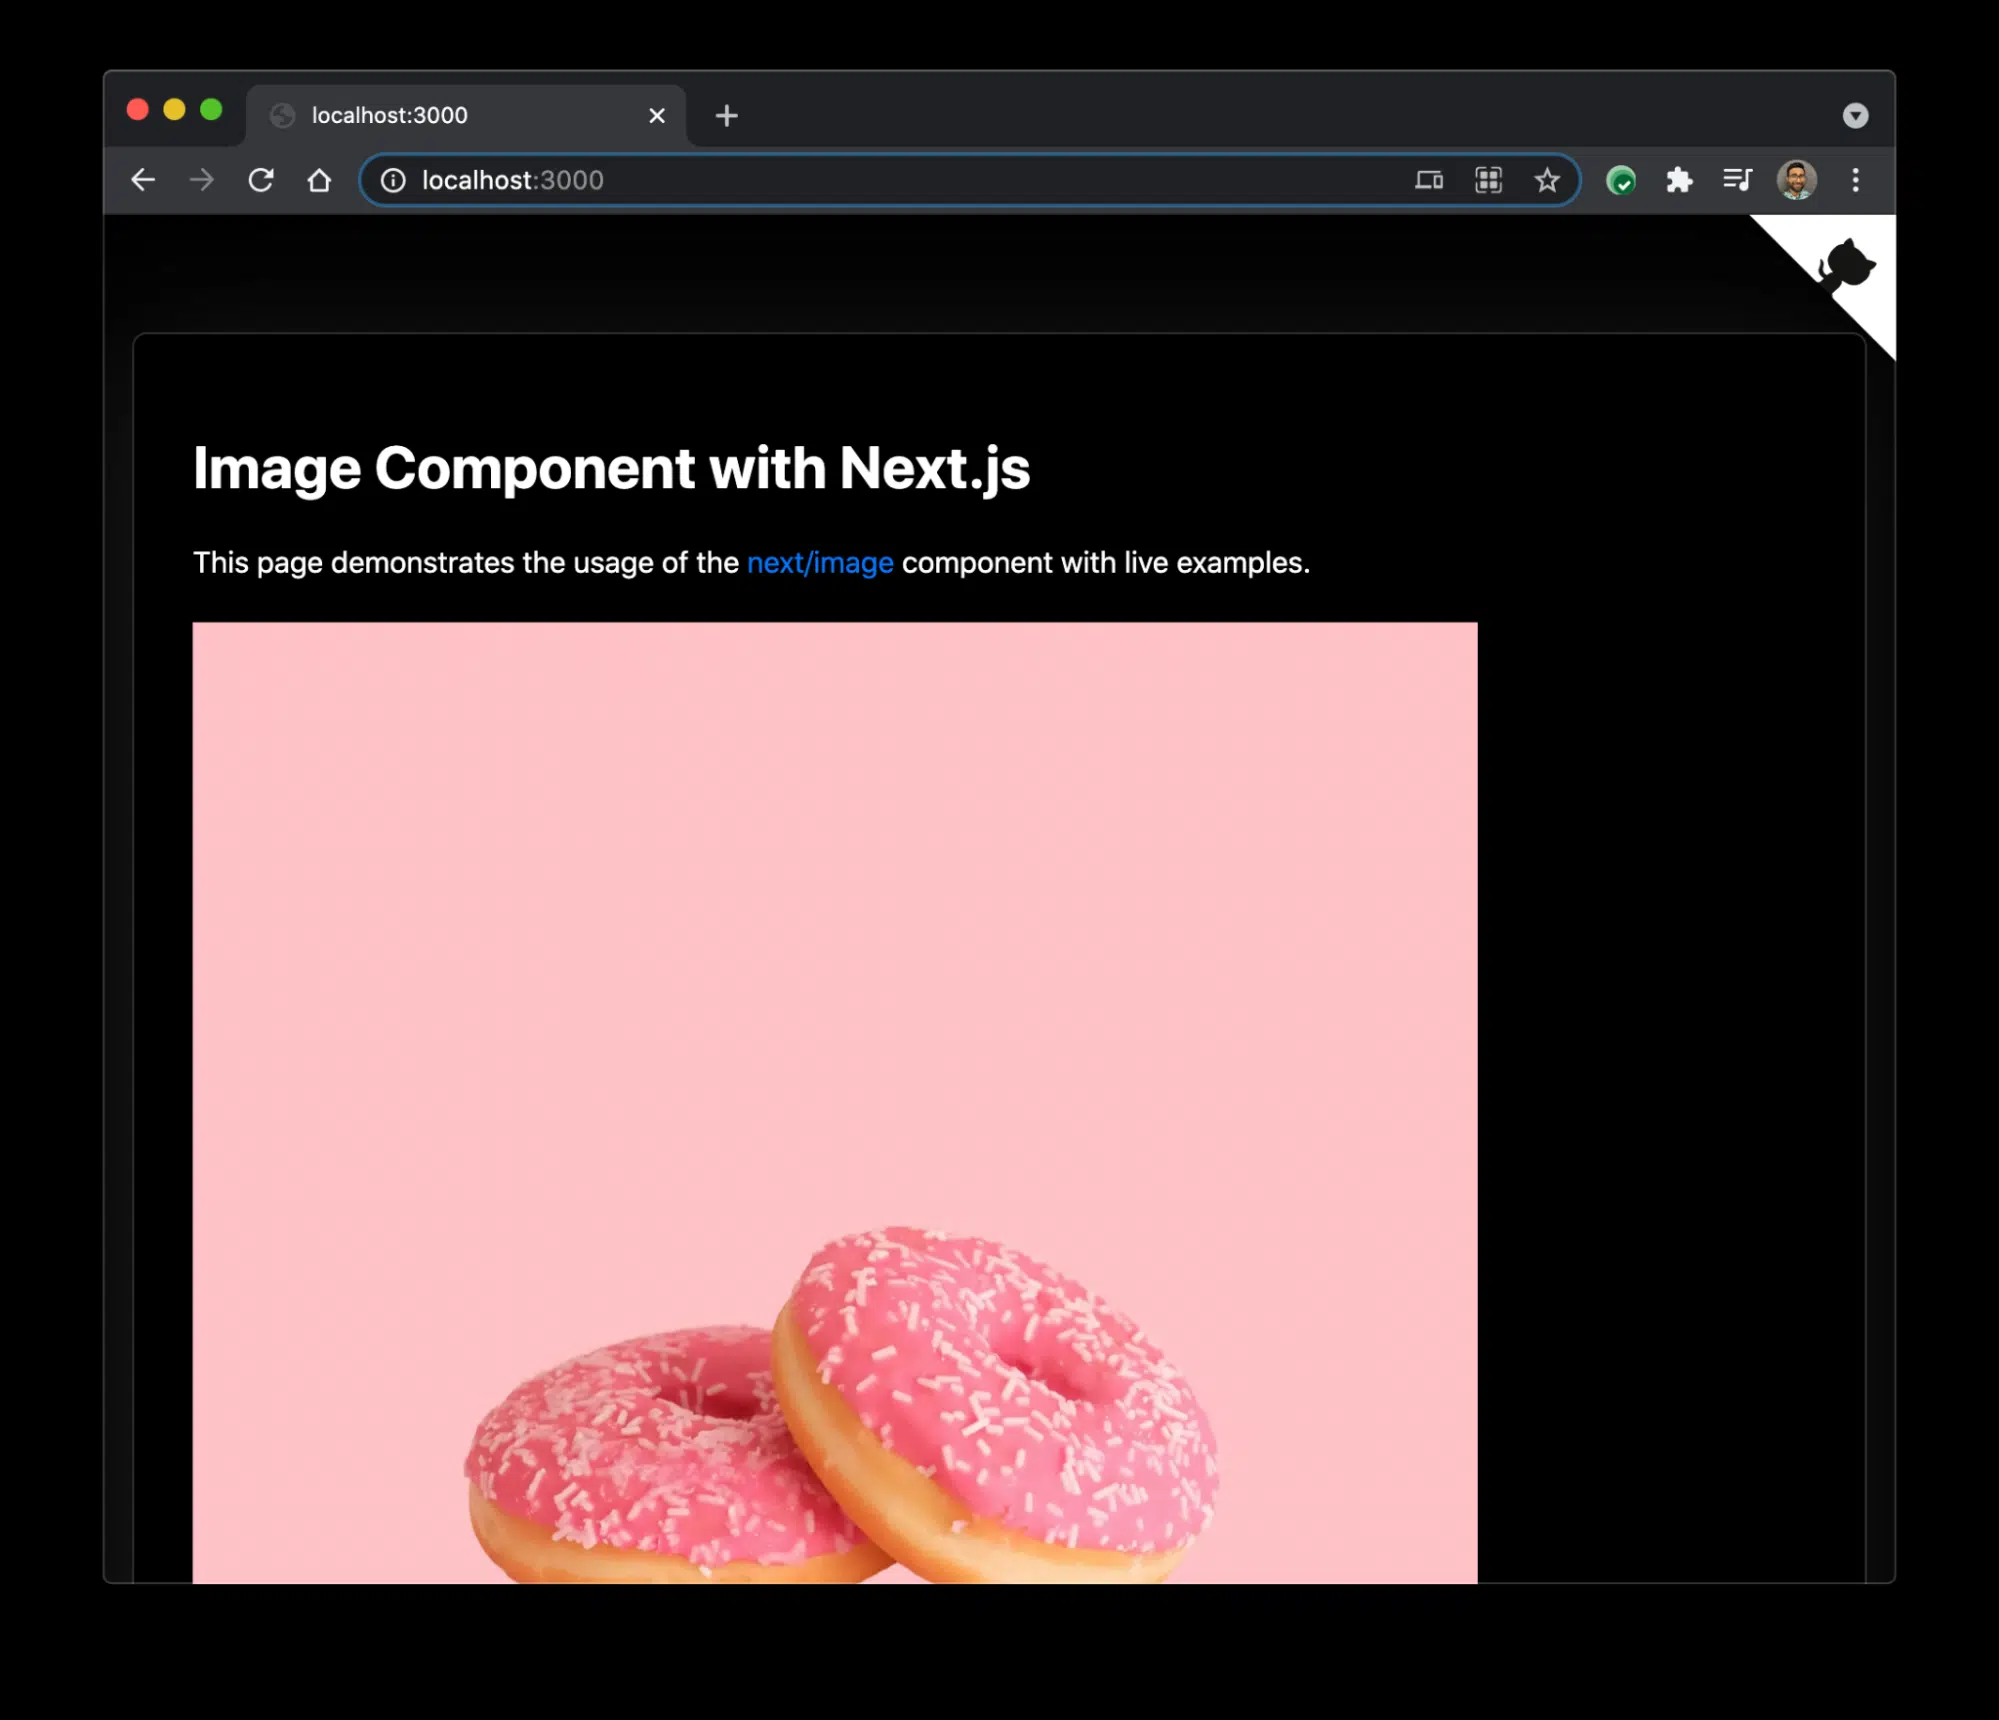 localhost:3000
localhost:3000
Image Component with Next.js
This page demonstrates the usage of the next/image component with live examples.